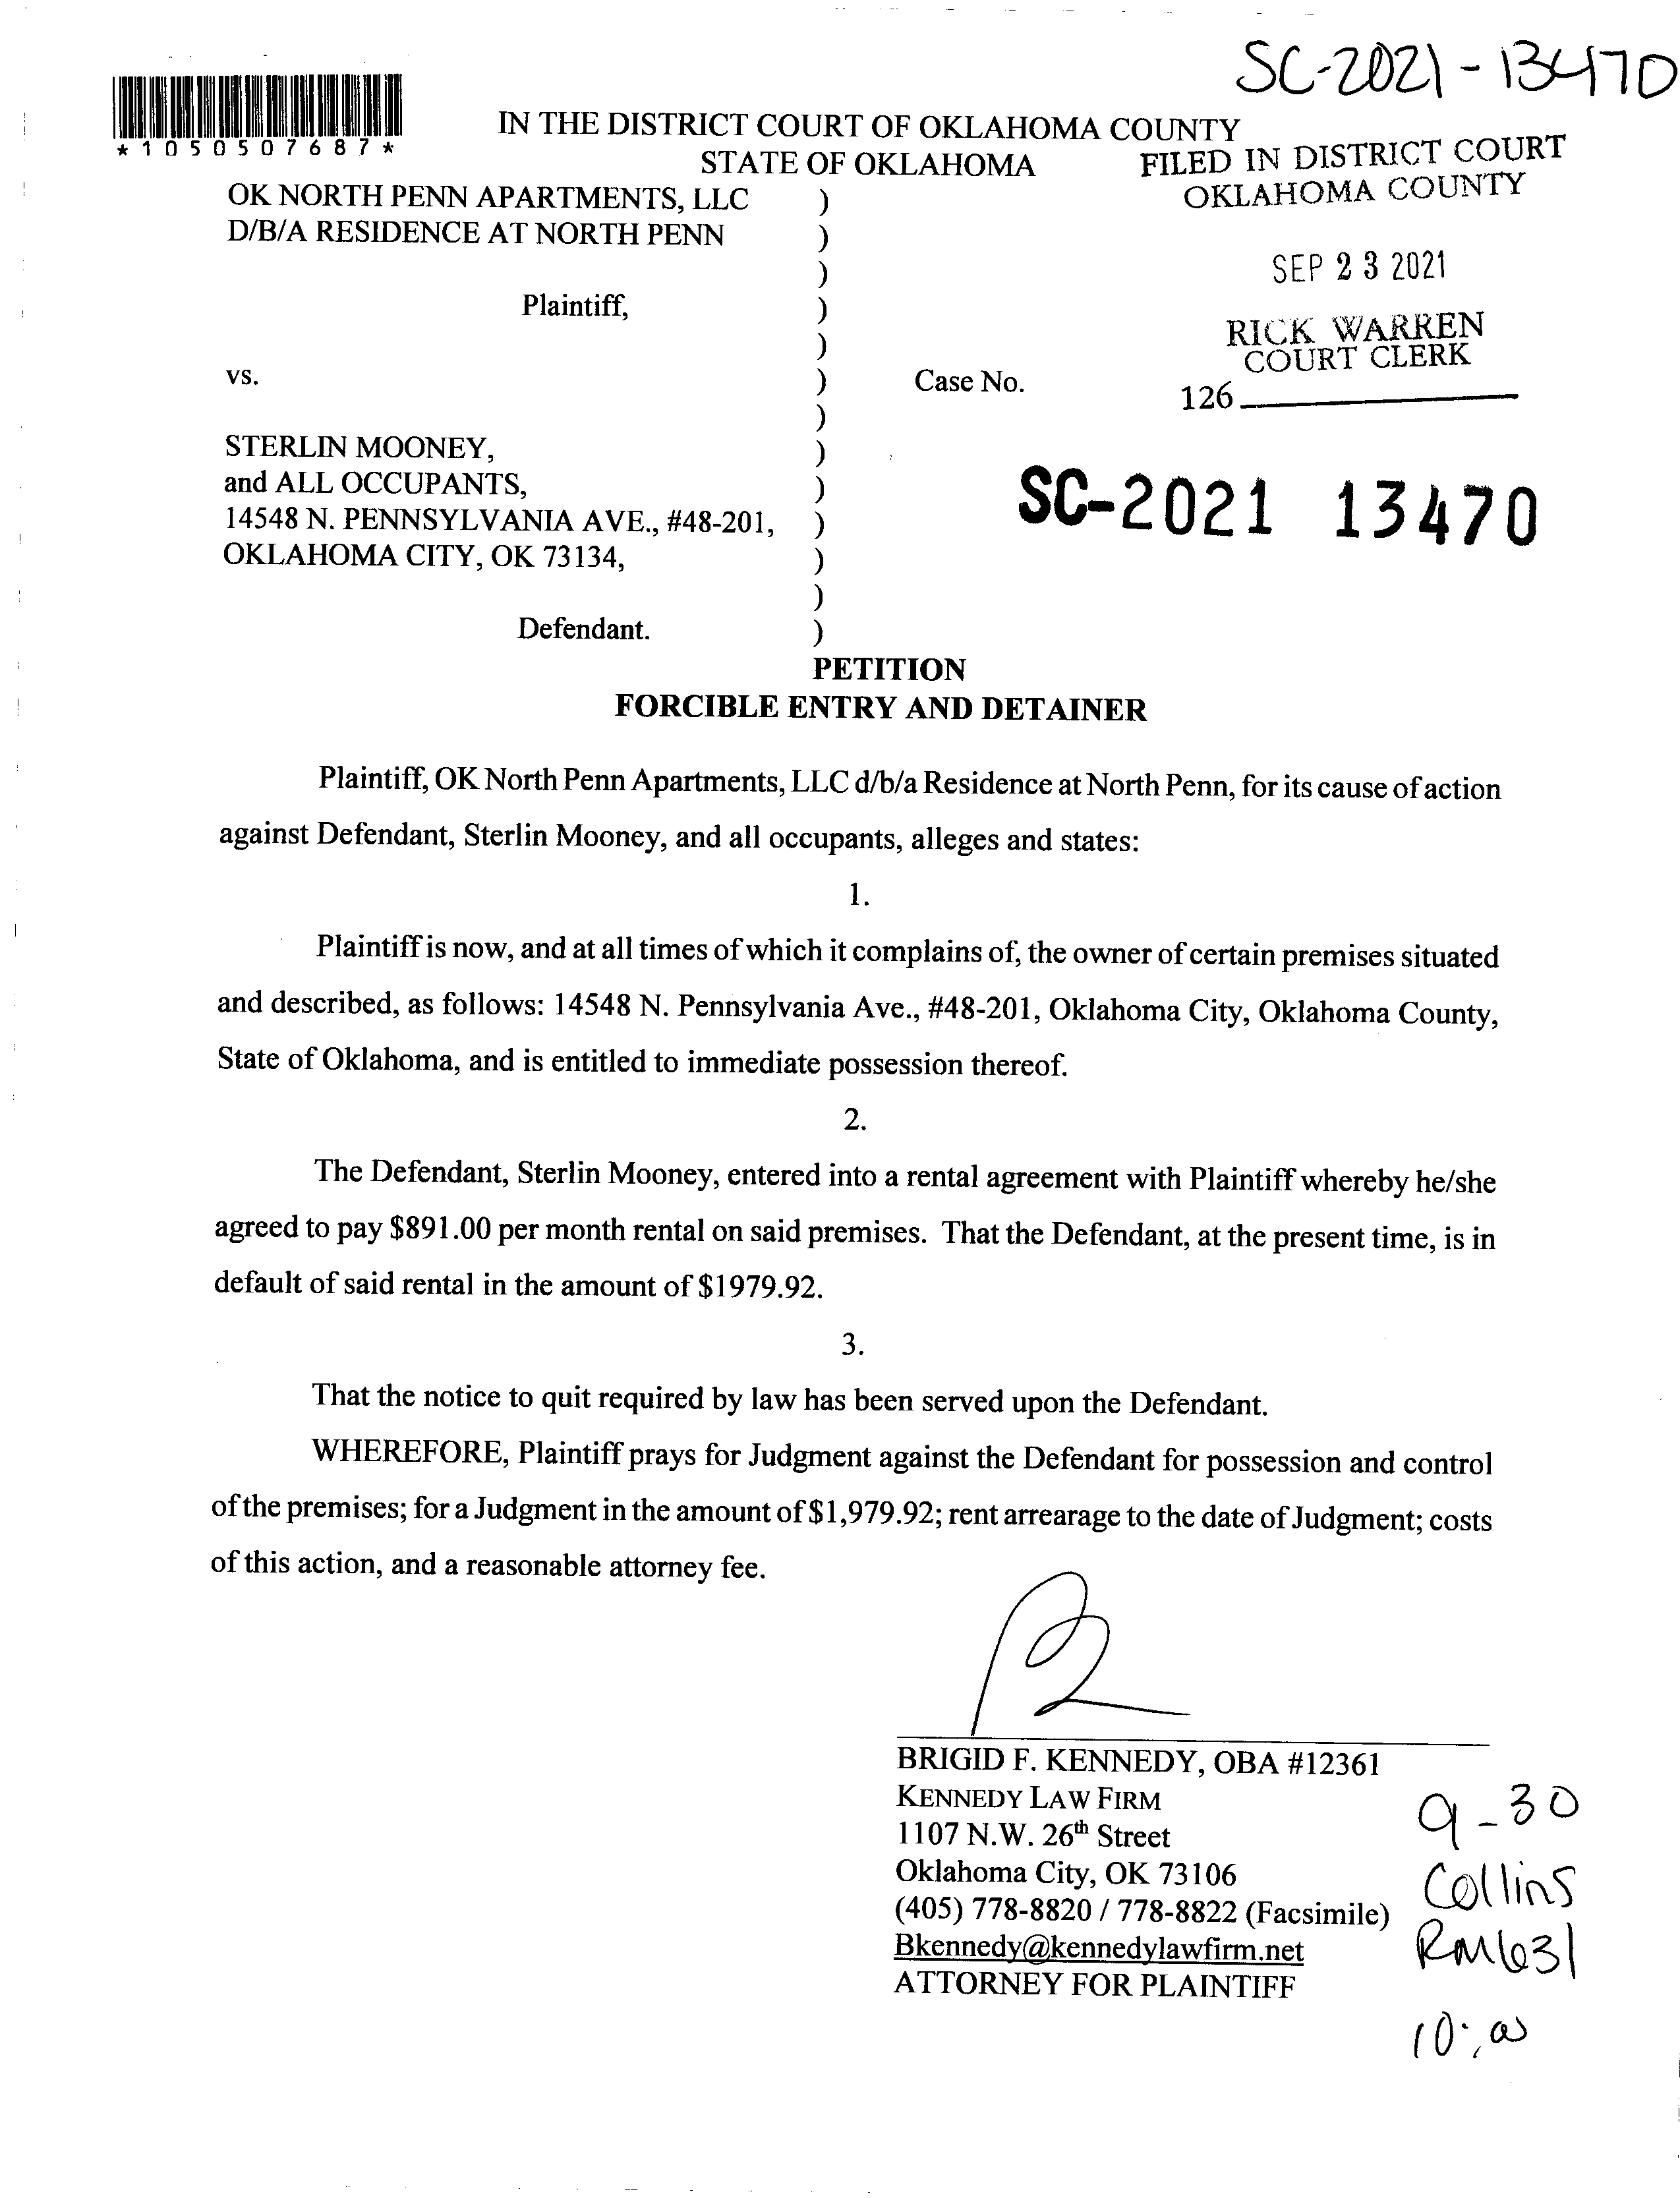 SC-2021-13470
*1050507687*
IN THE DISTRICT COURT OF OKLAHOMA COUNTY
STATE OF OKLAHOMA
FILED IN DISTRICT COURT
OKLAHOMA COUNTY
SEP 23 2021
RICK WARREN
COURT CLERK
126
OK NORTH PENN APARTMENTS, LLC )
D/B/A RESIDENCE AT NORTH PENN )
)
Plaintiff, )
)
vs. ) Case No.
)
STERLIN MOONEY, )
and ALL OCCUPANTS, )
14548 N. PENNSYLVANIA AVE., #48-201, )
OKLAHOMA CITY, OK 73134, )
)
Defendant. )
SC-2021 13470
PETITION
FORCIBLE ENTRY AND DETAINER
Plaintiff, OK North Penn Apartments, LLC d/b/a Residence at North Penn, for its cause of action
against Defendant, Sterlin Mooney, and all occupants, alleges and states:
1.
Plaintiff is now, and at all times of which it complains of, the owner of certain premises situated
and described, as follows: 14548 N. Pennsylvania Ave., #48-201, Oklahoma City, Oklahoma County,
State of Oklahoma, and is entitled to immediate possession thereof.
2.
The Defendant, Sterlin Mooney, entered into a rental agreement with Plaintiff whereby he/she
agreed to pay $891.00 per month rental on said premises. That the Defendant, at the present time, is in
default of said rental in the amount of $1979.92.
3.
That the notice to quit required by law has been served upon the Defendant.
WHEREFORE, Plaintiff prays for Judgment against the Defendant for possession and control
of the premises; for a Judgment in the amount of $1,979.92; rent arrearage to the date of Judgment; costs
of this action, and a reasonable attorney fee.
BRIGID F. KENNEDY, OBA #12361
KENNEDY LAW FIRM
1107 N.W. 26th Street
Oklahoma City, OK 73106
(405) 778-8820 / 778-8822 (Facsimile)
Bkennedy@kennedylawfirm.net
ATTORNEY FOR PLAINTIFF
9-30
Collins
RM631